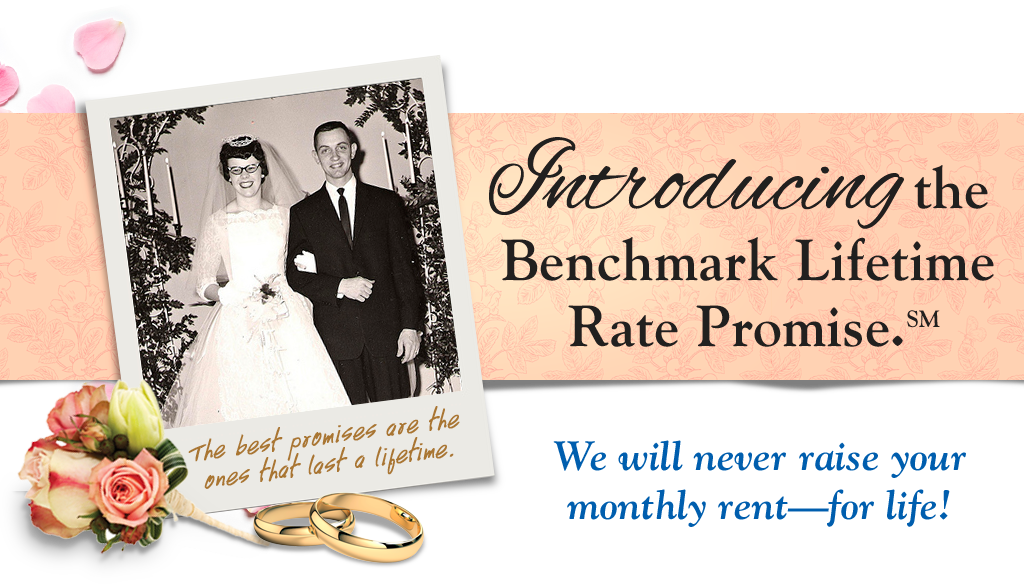 The best promises are the
ones that last a lifetime.
Introducing the
Benchmark Lifetime
Rate Promise.℠
We will never raise your
monthly rent—for life!